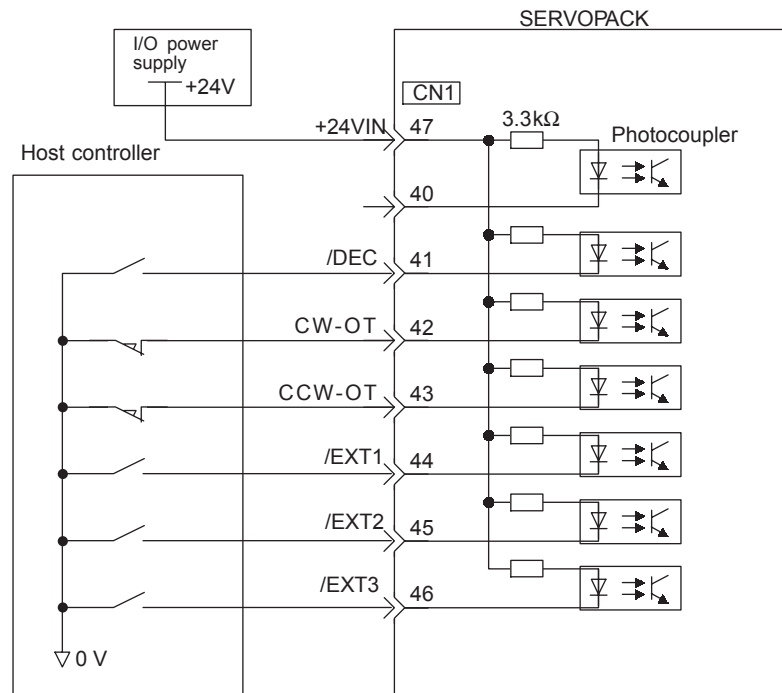 SERVOPACK
I/O power
supply
+24V
CN1
+24VIN
47
3.3kΩ
Photocoupler
Host controller
40
/DEC
41
CW-OT
42
CCW-OT
43
/EXT1
44
/EXT2
45
/EXT3
46
0 V